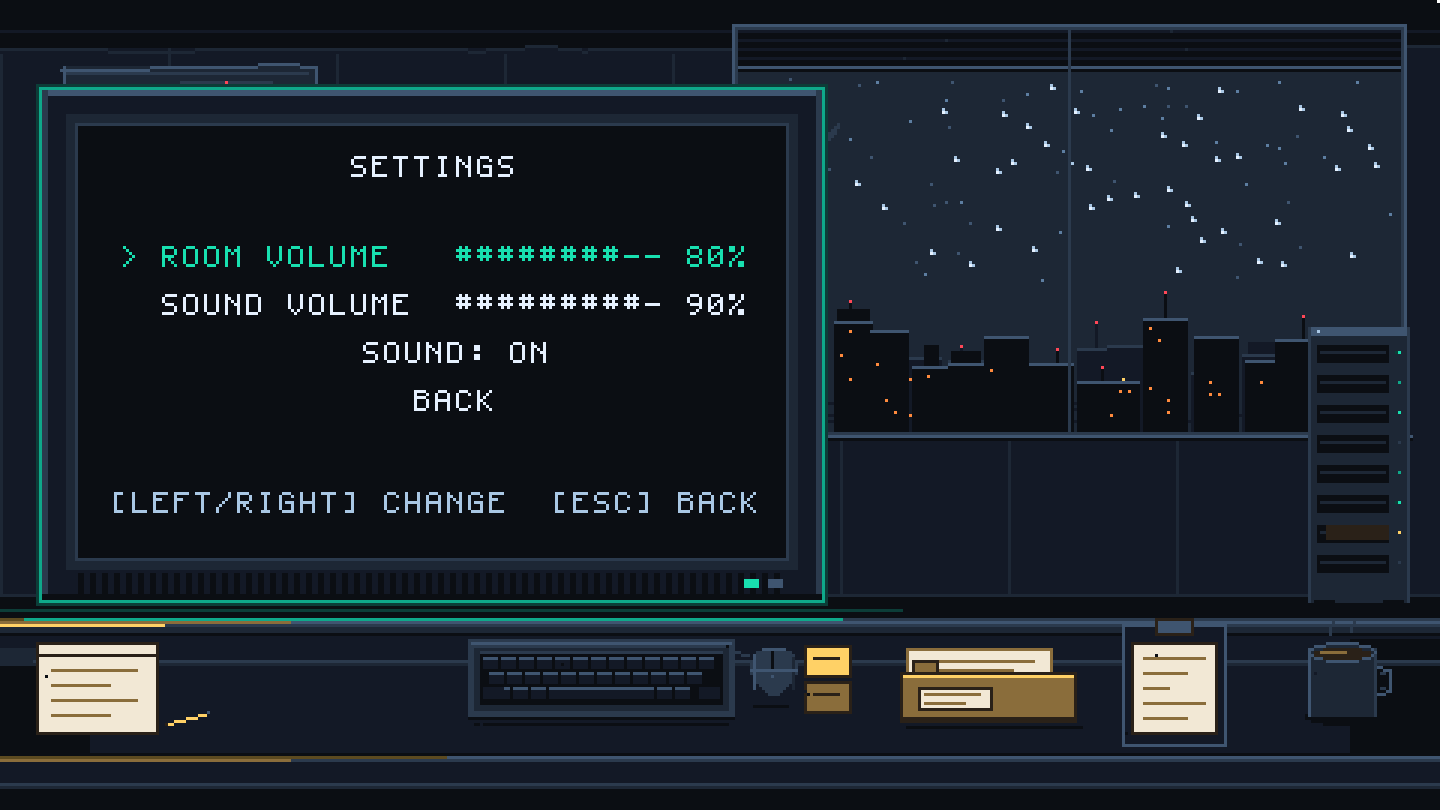 SETTINGS
> ROOM VOLUME ########-- 80%
SOUND VOLUME #########- 90%
SOUND: ON
BACK
[LEFT/RIGHT] CHANGE [ESC] BACK